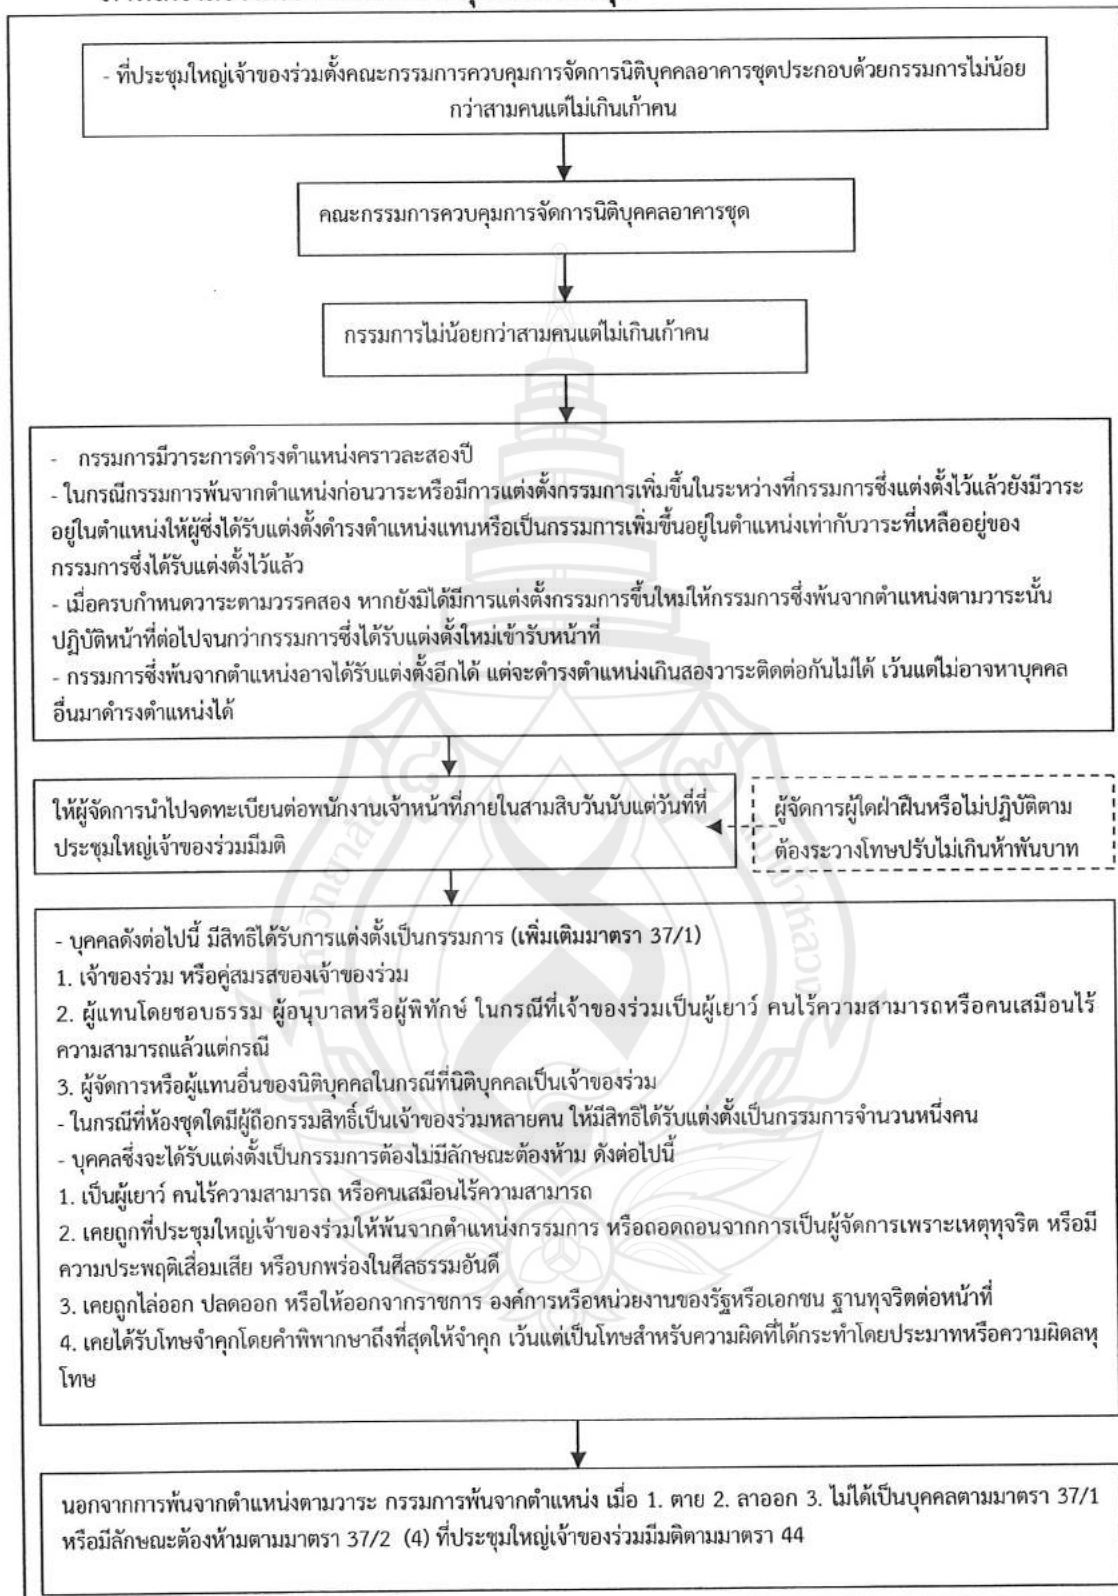 - ที่ประชุมใหญ่เจ้าของร่วมตั้งคณะกรรมการควบคุมการจัดการนิติบุคคลอาคารชุดประกอบด้วยกรรมการไม่น้อย
กว่าสามคนแต่ไม่เกินเก้าคน
คณะกรรมการควบคุมการจัดการนิติบุคคลอาคารชุด
กรรมการไม่น้อยกว่าสามคนแต่ไม่เกินเก้าคน
- กรรมการมีวาระการดำรงตำแหน่งคราวละสองปี
- ในกรณีกรรมการพ้นจากตำแหน่งก่อนวาระหรือมีการแต่งตั้งกรรมการเพิ่มขึ้นในระหว่างที่กรรมการซึ่งแต่งตั้งไว้แล้วยังมีวาระ
อยู่ในตำแหน่งให้ผู้ซึ่งได้รับแต่งตั้งดำรงตำแหน่งแทนหรือเป็นกรรมการเพิ่มขึ้นอยู่ในตำแหน่งเท่ากับวาระที่เหลืออยู่ของ
กรรมการซึ่งได้รับแต่งตั้งไว้แล้ว
- เมื่อครบกำหนดวาระตามวรรคสอง หากยังมิได้มีการแต่งตั้งกรรมการขึ้นใหม่ให้กรรมการซึ่งพ้นจากตำแหน่งตามวาระนั้น
ปฏิบัติหน้าที่ต่อไปจนกว่ากรรมการซึ่งได้รับแต่งตั้งใหม่เข้ารับหน้าที่
- กรรมการซึ่งพ้นจากตำแหน่งอาจได้รับแต่งตั้งอีกได้ แต่จะดำรงตำแหน่งเกินสองวาระติดต่อกันไม่ได้ เว้นแต่ไม่อาจหาบุคคล
อื่นมาดำรงตำแหน่งได้
ให้ผู้จัดการนำไปจดทะเบียนต่อพนักงานเจ้าหน้าที่ภายในสามสิบวันนับแต่วันที่ที่
ประชุมใหญ่เจ้าของร่วมมีมติ
ผู้จัดการผู้ใดฝ่าฝืนหรือไม่ปฏิบัติตาม
ต้องระวางโทษปรับไม่เกินห้าพันบาท
- บุคคลดังต่อไปนี้ มีสิทธิได้รับการแต่งตั้งเป็นกรรมการ (เพิ่มเติมมาตรา 37/1)
1. เจ้าของร่วม หรือคู่สมรสของเจ้าของร่วม
2. ผู้แทนโดยชอบธรรม ผู้อนุบาลหรือผู้พิทักษ์ ในกรณีที่เจ้าของร่วมเป็นผู้เยาว์ คนไร้ความสามารถหรือคนเสมือนไร้
ความสามารถแล้วแต่กรณี
3. ผู้จัดการหรือผู้แทนอื่นของนิติบุคคลในกรณีที่นิติบุคคลเป็นเจ้าของร่วม
- ในกรณีที่ห้องชุดใดมีผู้ถือกรรมสิทธิ์เป็นเจ้าของร่วมหลายคน ให้มีสิทธิได้รับแต่งตั้งเป็นกรรมการจำนวนหนึ่งคน
- บุคคลซึ่งจะได้รับแต่งตั้งเป็นกรรมการต้องไม่มีลักษณะต้องห้าม ดังต่อไปนี้
1. เป็นผู้เยาว์ คนไร้ความสามารถ หรือคนเสมือนไร้ความสามารถ
2. เคยถูกที่ประชุมใหญ่เจ้าของร่วมให้พ้นจากตำแหน่งกรรมการ หรือถอดถอนจากการเป็นผู้จัดการเพราะเหตุทุจริต หรือมี
ความประพฤติเสื่อมเสีย หรือบกพร่องในศีลธรรมอันดี
3. เคยถูกไล่ออก ปลดออก หรือให้ออกจากราชการ องค์การหรือหน่วยงานของรัฐหรือเอกชน ฐานทุจริตต่อหน้าที่
4. เคยได้รับโทษจำคุกโดยคำพิพากษาถึงที่สุดให้จำคุก เว้นแต่เป็นโทษสำหรับความผิดที่ได้กระทำโดยประมาทหรือความผิดลหุ
โทษ
นอกจากการพ้นจากตำแหน่งตามวาระ กรรมการพ้นจากตำแหน่ง เมื่อ 1. ตาย 2. ลาออก 3. ไม่ได้เป็นบุคคลตามมาตรา 37/1
หรือมีลักษณะต้องห้ามตามมาตรา 37/2 (4) ที่ประชุมใหญ่เจ้าของร่วมมีมติตามมาตรา 44